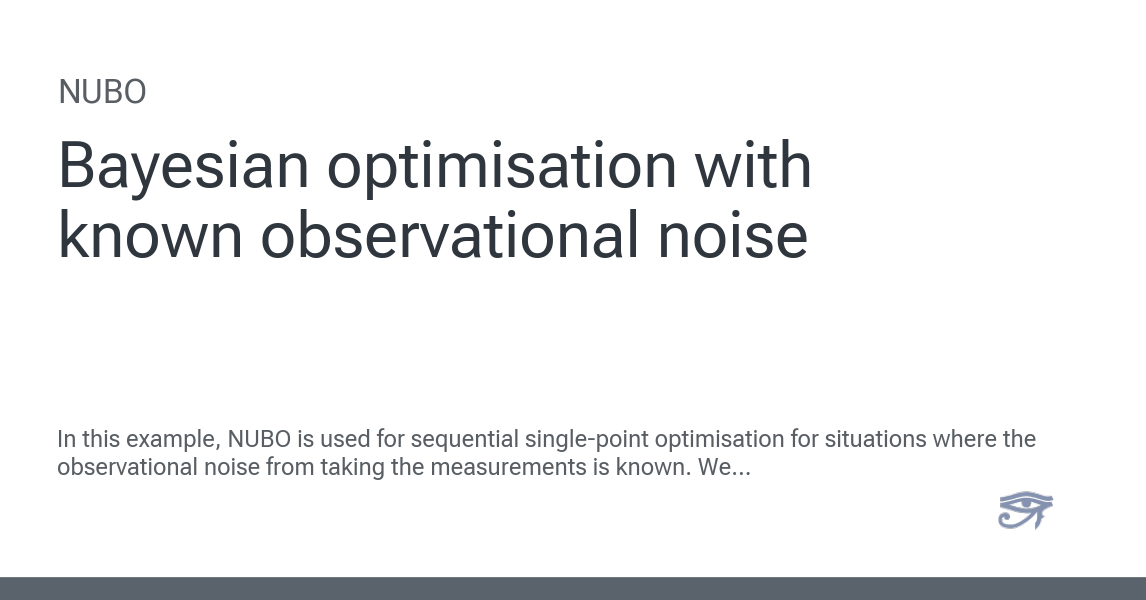 NUBO
Bayesian optimisation with
known observational noise
In this example, NUBO is used for sequential single-point optimisation for situations where the
observational noise from taking the measurements is known. We...